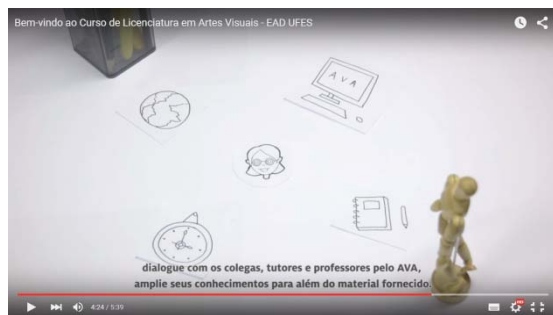 Bem-vindo ao Curso de Licenciatura em Artes Visuais - EAD UFES
AVA
dialogue com os colegas, tutores e professores pelo AVA,
amplie seus conhecimentos para além do material fornecido.
4:24 / 5:39